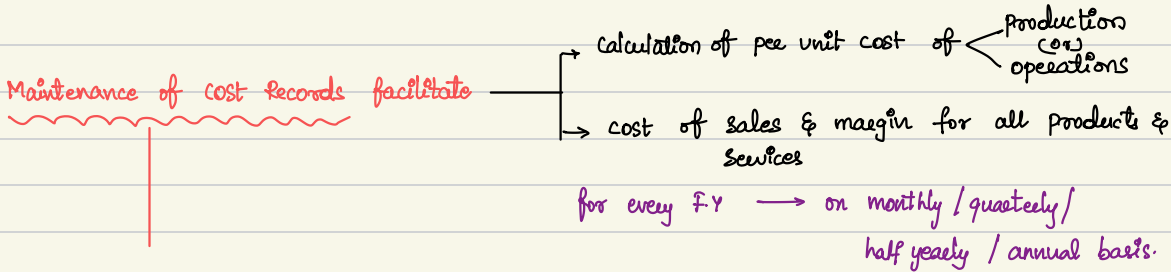 Maintenance of cost Records facilitate
Calculation of per unit cost of production
(or)
operations
cost of sales & margin for all products &
services
for every F.Y → on monthly / quarterly /
half yearly / annual basis.